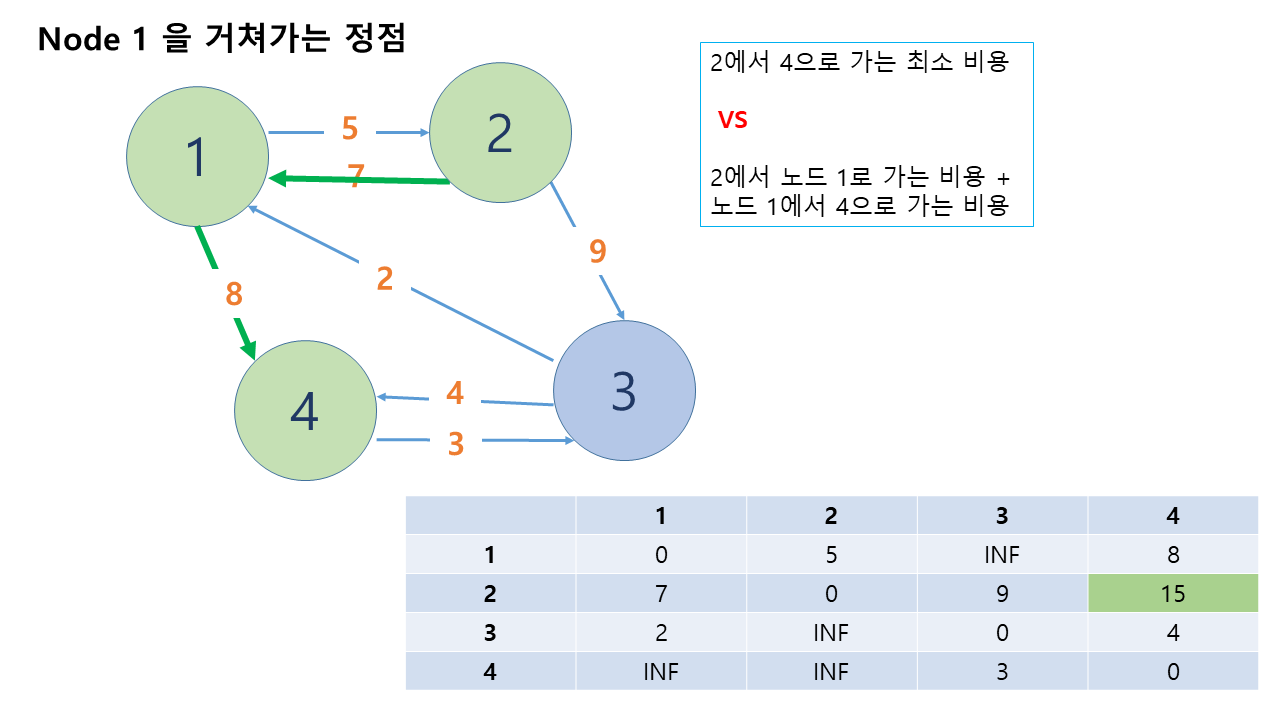 Node 1 을 거쳐가는 정점
2에서 4으로 가는 최소 비용
VS
2에서 노드 1로 가는 비용 +
노드 1에서 4으로 가는 비용
1
5
2
7
9
8
2
4
4
3
3
1 2 3 4
1 0 5 INF 8
2 7 0 9 15
3 2 INF 0 4
4 INF INF 3 0